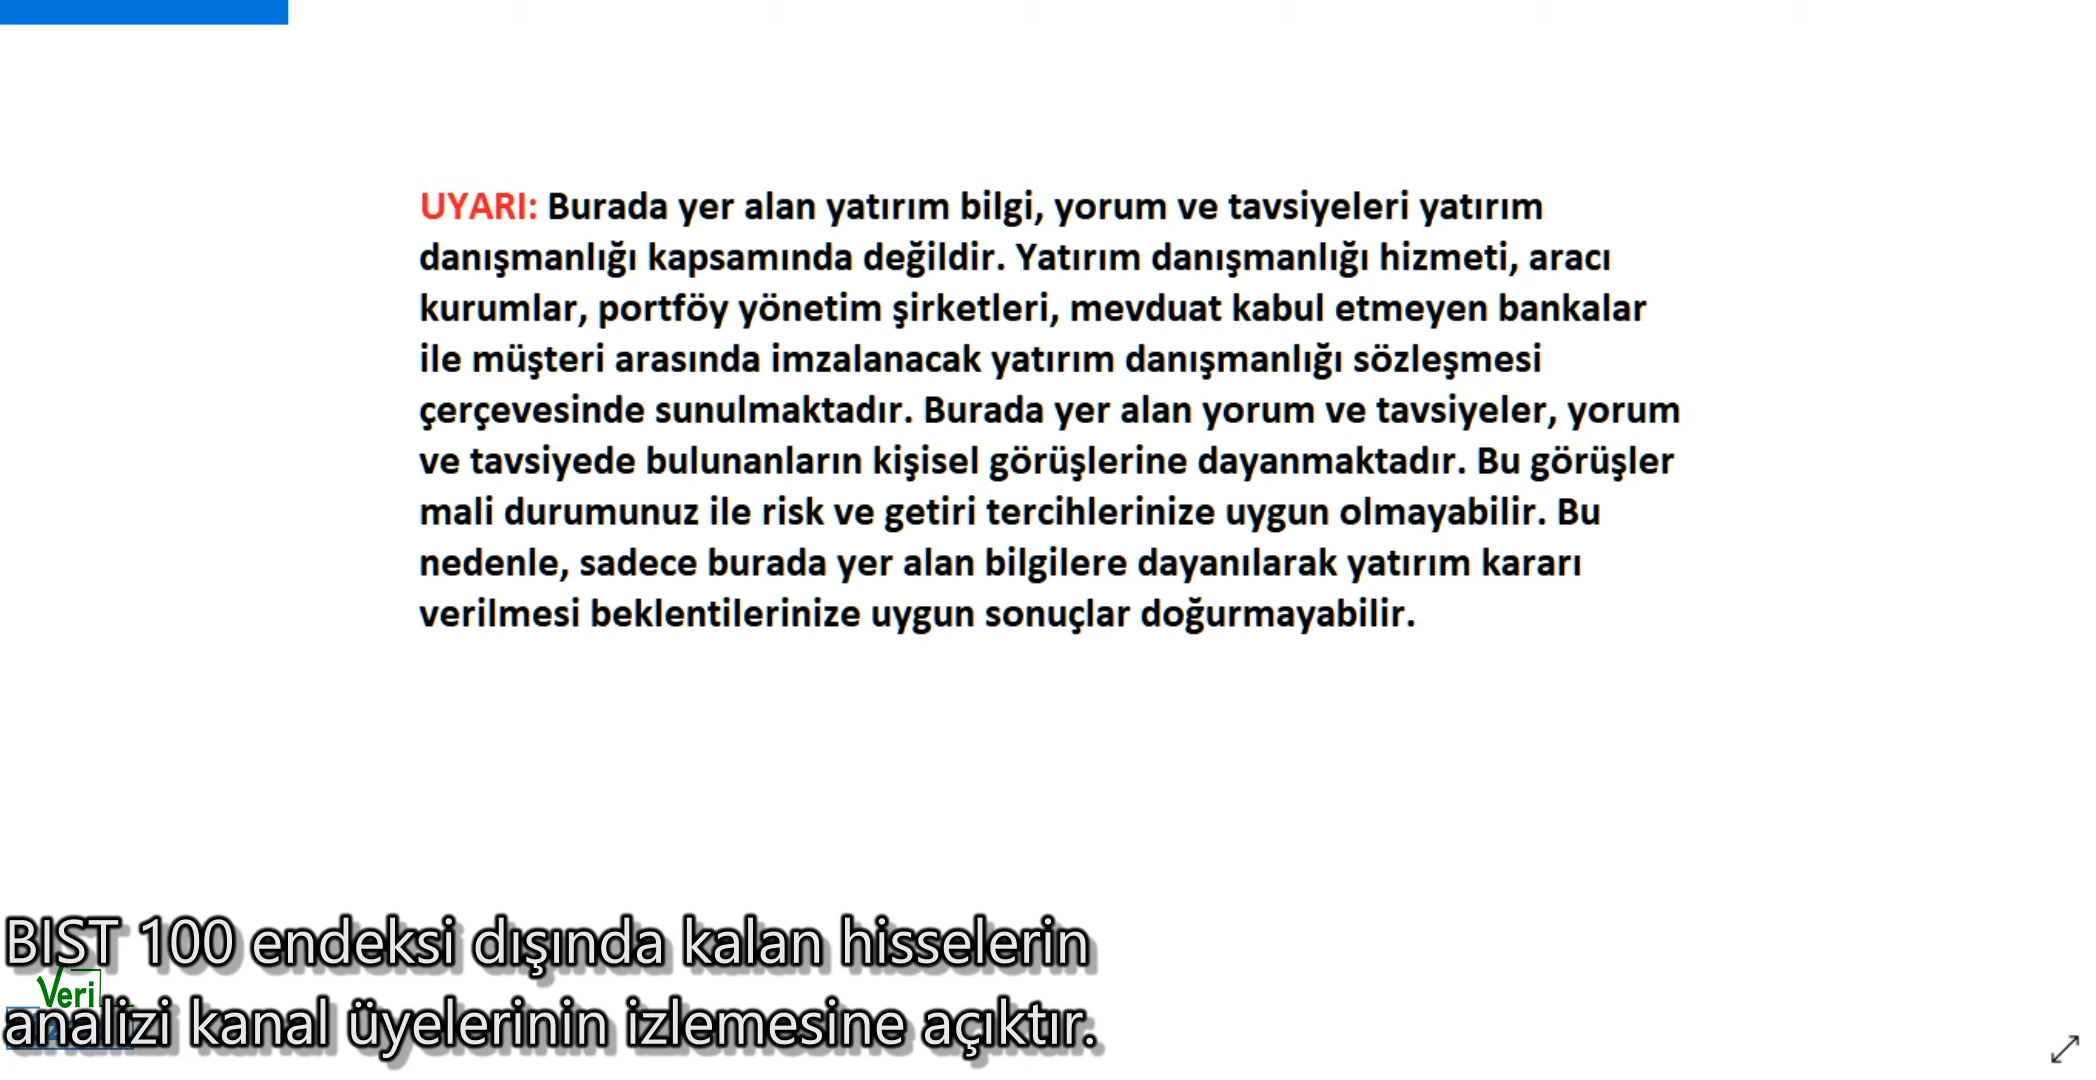 UYARI: Burada yer alan yatırım bilgi, yorum ve tavsiyeleri yatırım
danışmanlığı kapsamında değildir. Yatırım danışmanlığı hizmeti, aracı
kurumlar, portföy yönetim şirketleri, mevduat kabul etmeyen bankalar
ile müşteri arasında imzalanacak yatırım danışmanlığı sözleşmesi
çerçevesinde sunulmaktadır. Burada yer alan yorum ve tavsiyeler, yorum
ve tavsiyede bulunanların kişisel görüşlerine dayanmaktadır. Bu görüşler
mali durumunuz ile risk ve getiri tercihlerinize uygun olmayabilir. Bu
nedenle, sadece burada yer alan bilgilere dayanılarak yatırım kararı
verilmesi beklentilerinize uygun sonuçlar doğurmayabilir.
BIST 100 endeksi dışında kalan hisselerin
Veri
analizi kanal üyelerinin izlemesine açıktır.